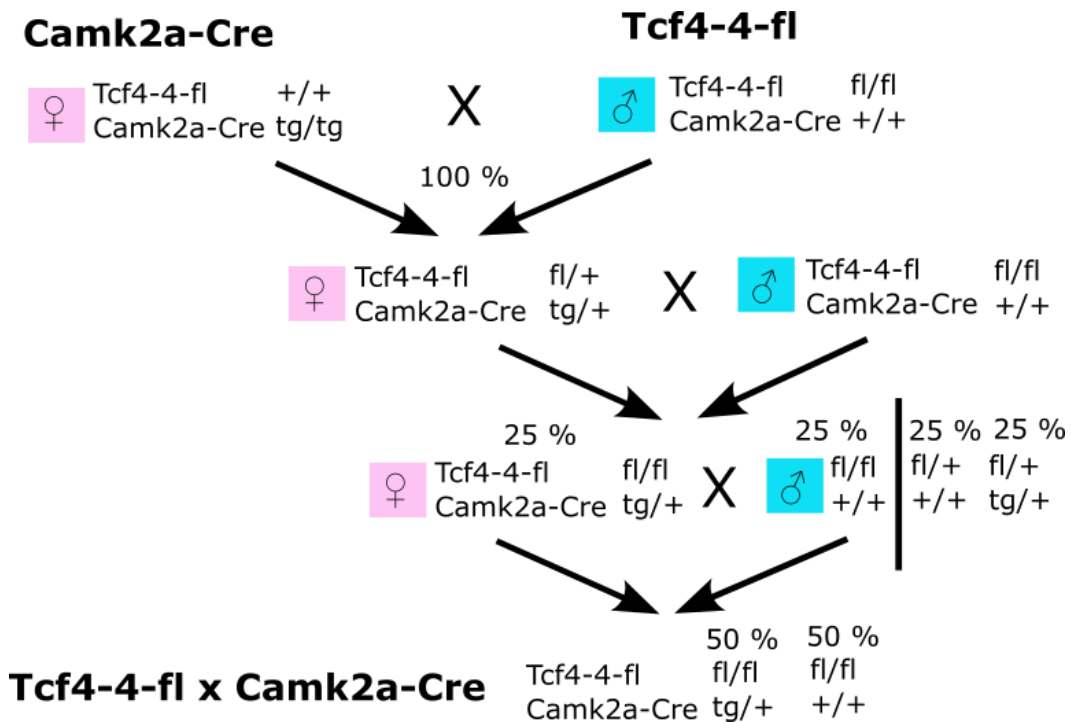 Camk2a-Cre Tcf4-4-fl
♀ Tcf4-4-fl +/+ X ♂ Tcf4-4-fl fl/fl
Camk2a-Cre tg/tg Camk2a-Cre +/+
100 %
♀ Tcf4-4-fl fl/+ X ♂ Tcf4-4-fl fl/fl
Camk2a-Cre tg/+ Camk2a-Cre +/+
25 % 25 % 25 % 25 %
♀ Tcf4-4-fl fl/fl X ♂ fl/fl fl/+ fl/+
Camk2a-Cre tg/+ +/+ +/+ tg/+
50 % 50 %
Tcf4-4-fl fl/fl fl/fl
Tcf4-4-fl x Camk2a-Cre Camk2a-Cre tg/+ +/+